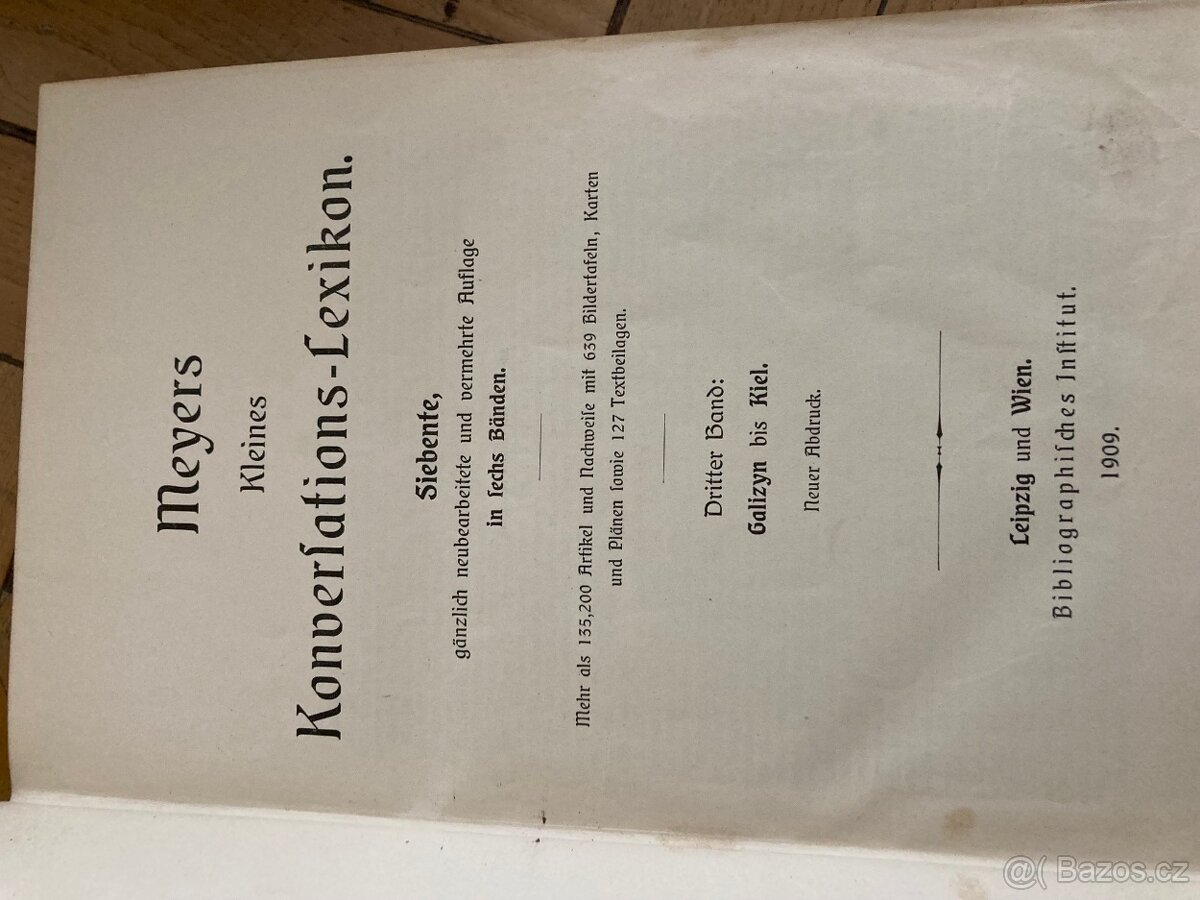 Meyers
Kleines
Konverſations-Lexikon.
Siebente,
gänzlich neubearbeitete und vermehrte Auflage
in ſechs Bänden.
Mehr als 135,200 Artikel und Nachweiſe mit 639 Bildertafeln, Karten
und Plänen ſowie 127 Textbeilagen.
Dritter Band:
Galizyn bis Kiel.
Neuer Abdruck.
Leipzig und Wien.
Bibliographiſches Inſtitut.
1909.
@( Bazos.cz